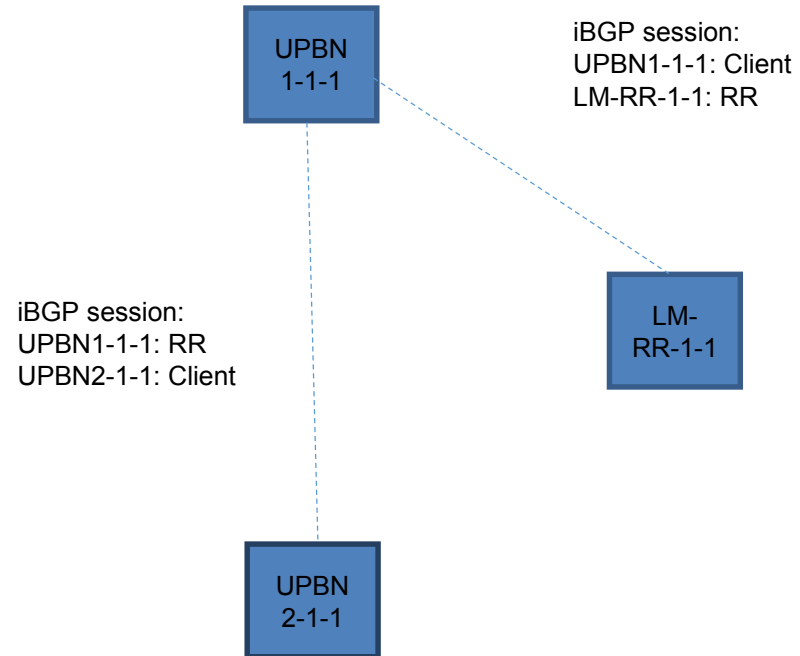 UPBN
1-1-1
iBGP session:
UPBN1-1-1: Client
LM-RR-1-1: RR
LM-
RR-1-1
iBGP session:
UPBN1-1-1: RR
UPBN2-1-1: Client
UPBN
2-1-1